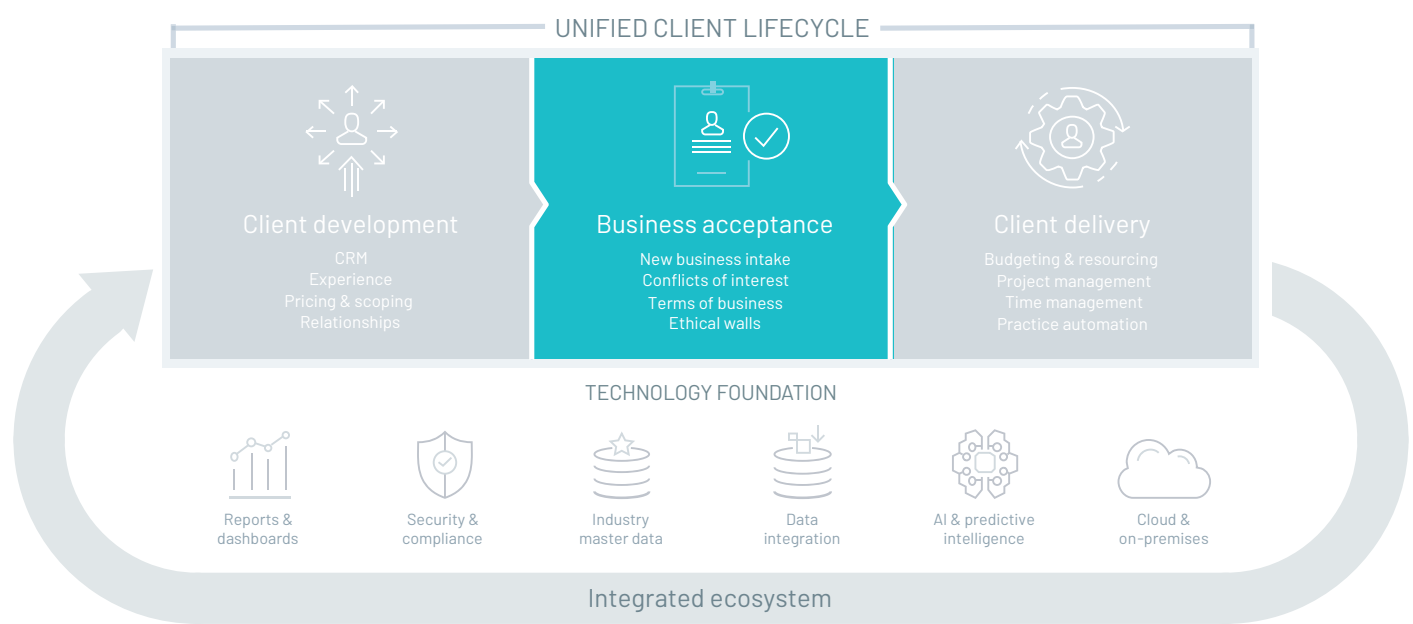 UNIFIED CLIENT LIFECYCLE
Client development
CRM
Experience
Pricing & scoping
Relationships
Business acceptance
New business intake
Conflicts of interest
Terms of business
Ethical walls
Client delivery
Budgeting & resourcing
Project management
Time management
Practice automation
TECHNOLOGY FOUNDATION
Reports &
dashboards
Security &
compliance
Industry
master data
Data
integration
AI & predictive
intelligence
Cloud &
on-premises
Integrated ecosystem